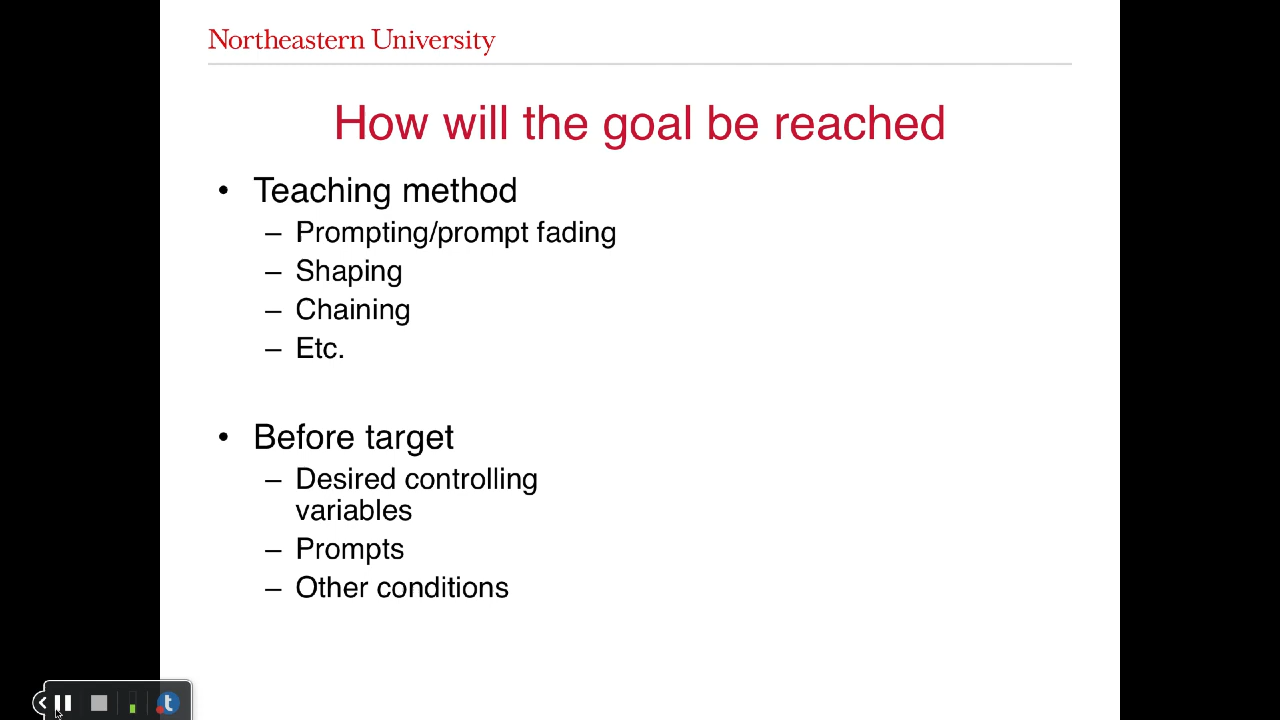 Northeastern University
How will the goal be reached
• Teaching method
– Prompting/prompt fading
– Shaping
– Chaining
– Etc.
• Before target
– Desired controlling
variables
– Prompts
– Other conditions
t